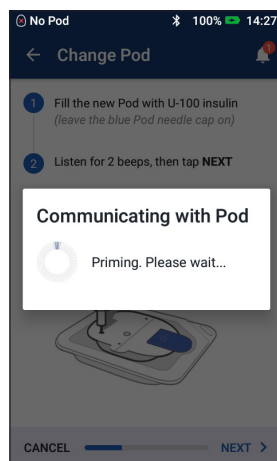 No Pod 100% 14:27
Change Pod 1
1 Fill the new Pod with U-100 insulin
(leave the blue Pod needle cap on)
2 Listen for 2 beeps, then tap NEXT
Communicating with Pod
Priming. Please wait...
CANCEL NEXT